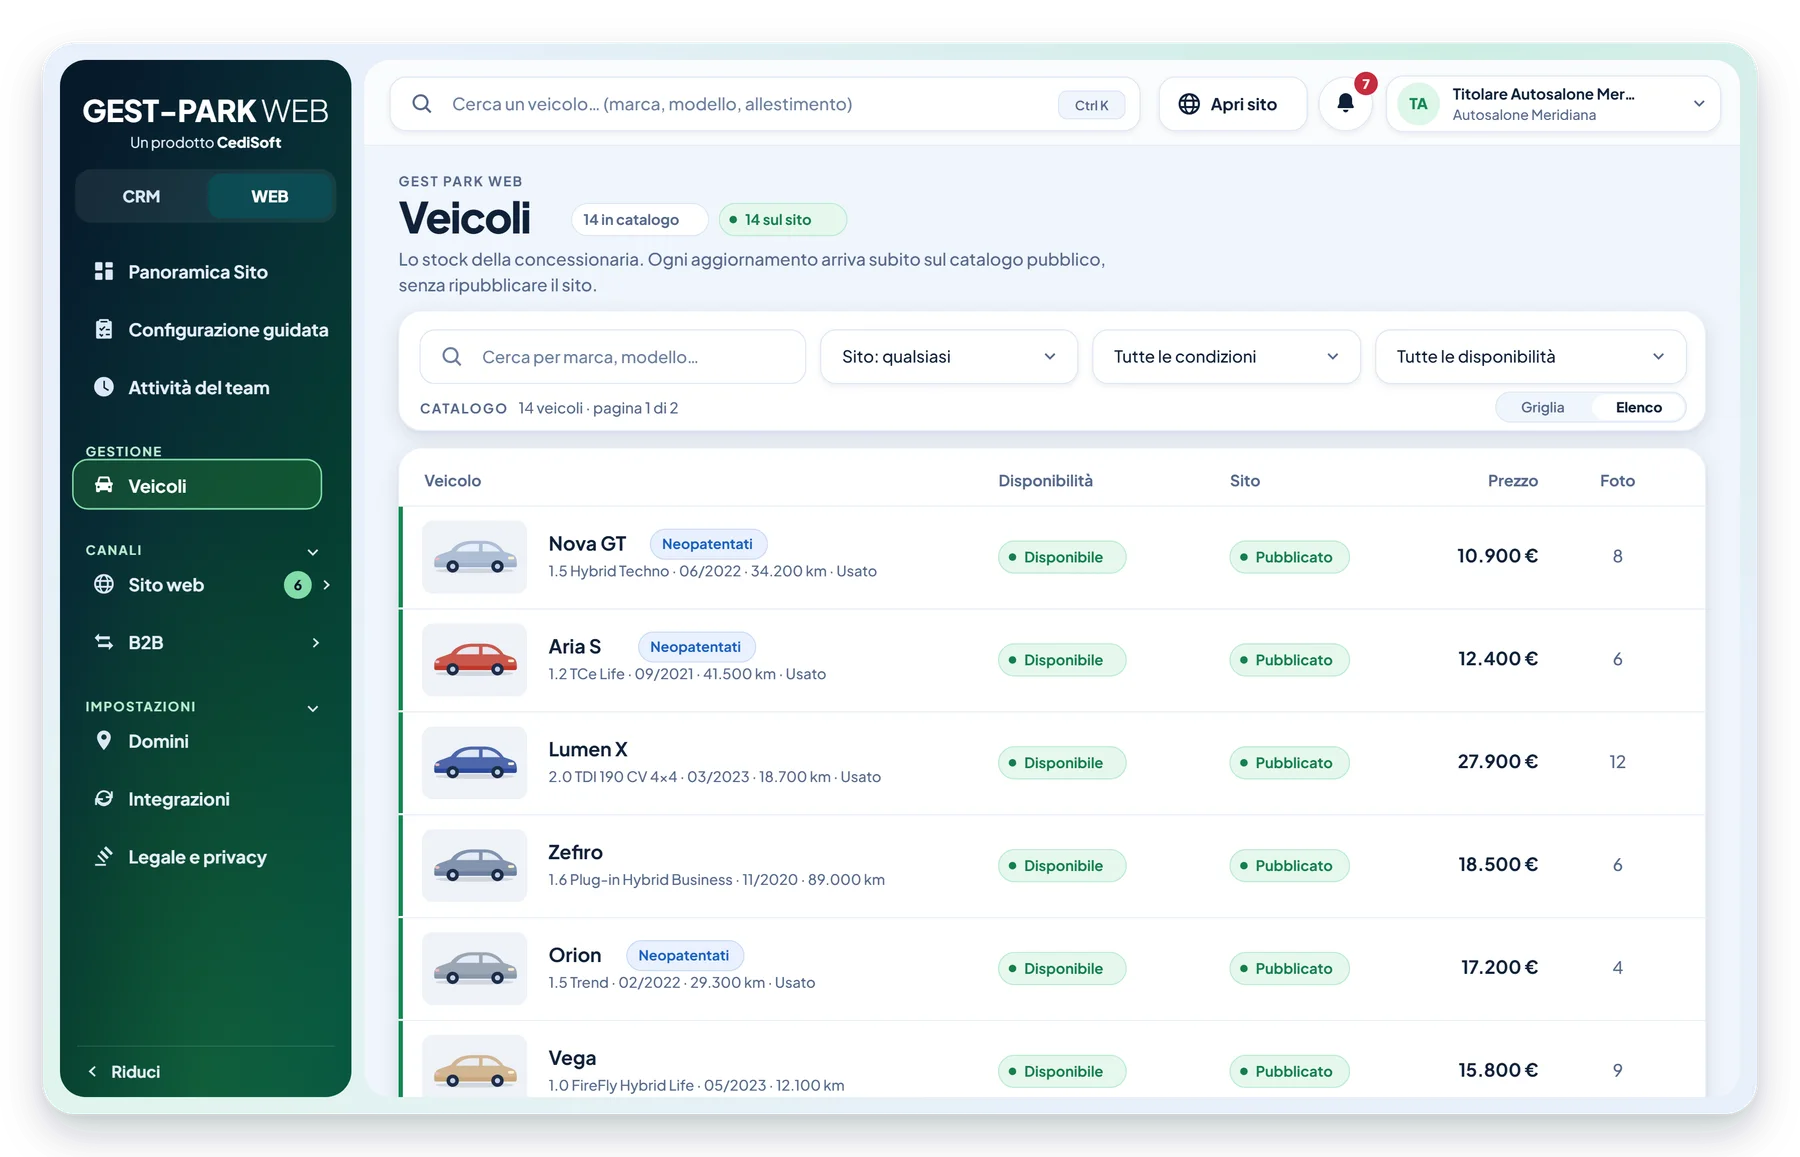 GEST-PARK WEB
Un prodotto CediSoft
CRM
WEB
Panoramica Sito
Configurazione guidata
Attività del team
GESTIONE
Veicoli
CANALI
Sito web
6
B2B
IMPOSTAZIONI
Domini
Integrazioni
Legale e privacy
Riduci
Cerca un veicolo... (marca, modello, allestimento)
Ctrl K
Apri sito
7
TA
Titolare Autosalone Mer...
Autosalone Meridiana
GEST PARK WEB
Veicoli
14 in catalogo
14 sul sito
Lo stock della concessionaria. Ogni aggiornamento arriva subito sul catalogo pubblico,
senza ripubblicare il sito.
Cerca per marca, modello...
Sito: qualsiasi
Tutte le condizioni
Tutte le disponibilità
CATALOGO 14 veicoli · pagina 1 di 2
Griglia
Elenco
Veicolo Disponibilità Sito Prezzo Foto
Nova GT Neopatentati
1.5 Hybrid Techno · 06/2022 · 34.200 km · Usato
Disponibile Pubblicato 10.900 € 8
Aria S Neopatentati
1.2 TCe Life · 09/2021 · 41.500 km · Usato
Disponibile Pubblicato 12.400 € 6
Lumen X
2.0 TDI 190 CV 4×4 · 03/2023 · 18.700 km · Usato
Disponibile Pubblicato 27.900 € 12
Zefiro
1.6 Plug-in Hybrid Business · 11/2020 · 89.000 km
Disponibile Pubblicato 18.500 € 6
Orion Neopatentati
1.5 Trend · 02/2022 · 29.300 km · Usato
Disponibile Pubblicato 17.200 € 4
Vega
1.0 FireFly Hybrid Life · 05/2023 · 12.100 km
Disponibile Pubblicato 15.800 € 9